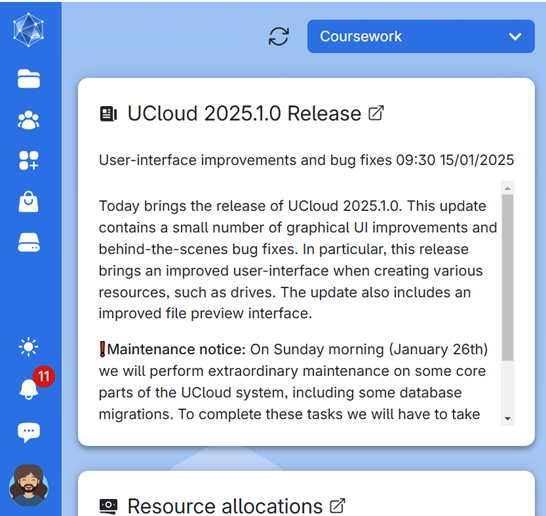 Coursework
UCloud 2025.1.0 Release
User-interface improvements and bug fixes 09:30 15/01/2025
Today brings the release of UCloud 2025.1.0. This update
contains a small number of graphical UI improvements and
behind-the-scenes bug fixes. In particular, this release
brings an improved user-interface when creating various
resources, such as drives. The update also includes an
improved file preview interface.
❗Maintenance notice: On Sunday morning (January 26th)
we will perform extraordinary maintenance on some core
parts of the UCloud system, including some database
migrations. To complete these tasks we will have to take
11
Resource allocations